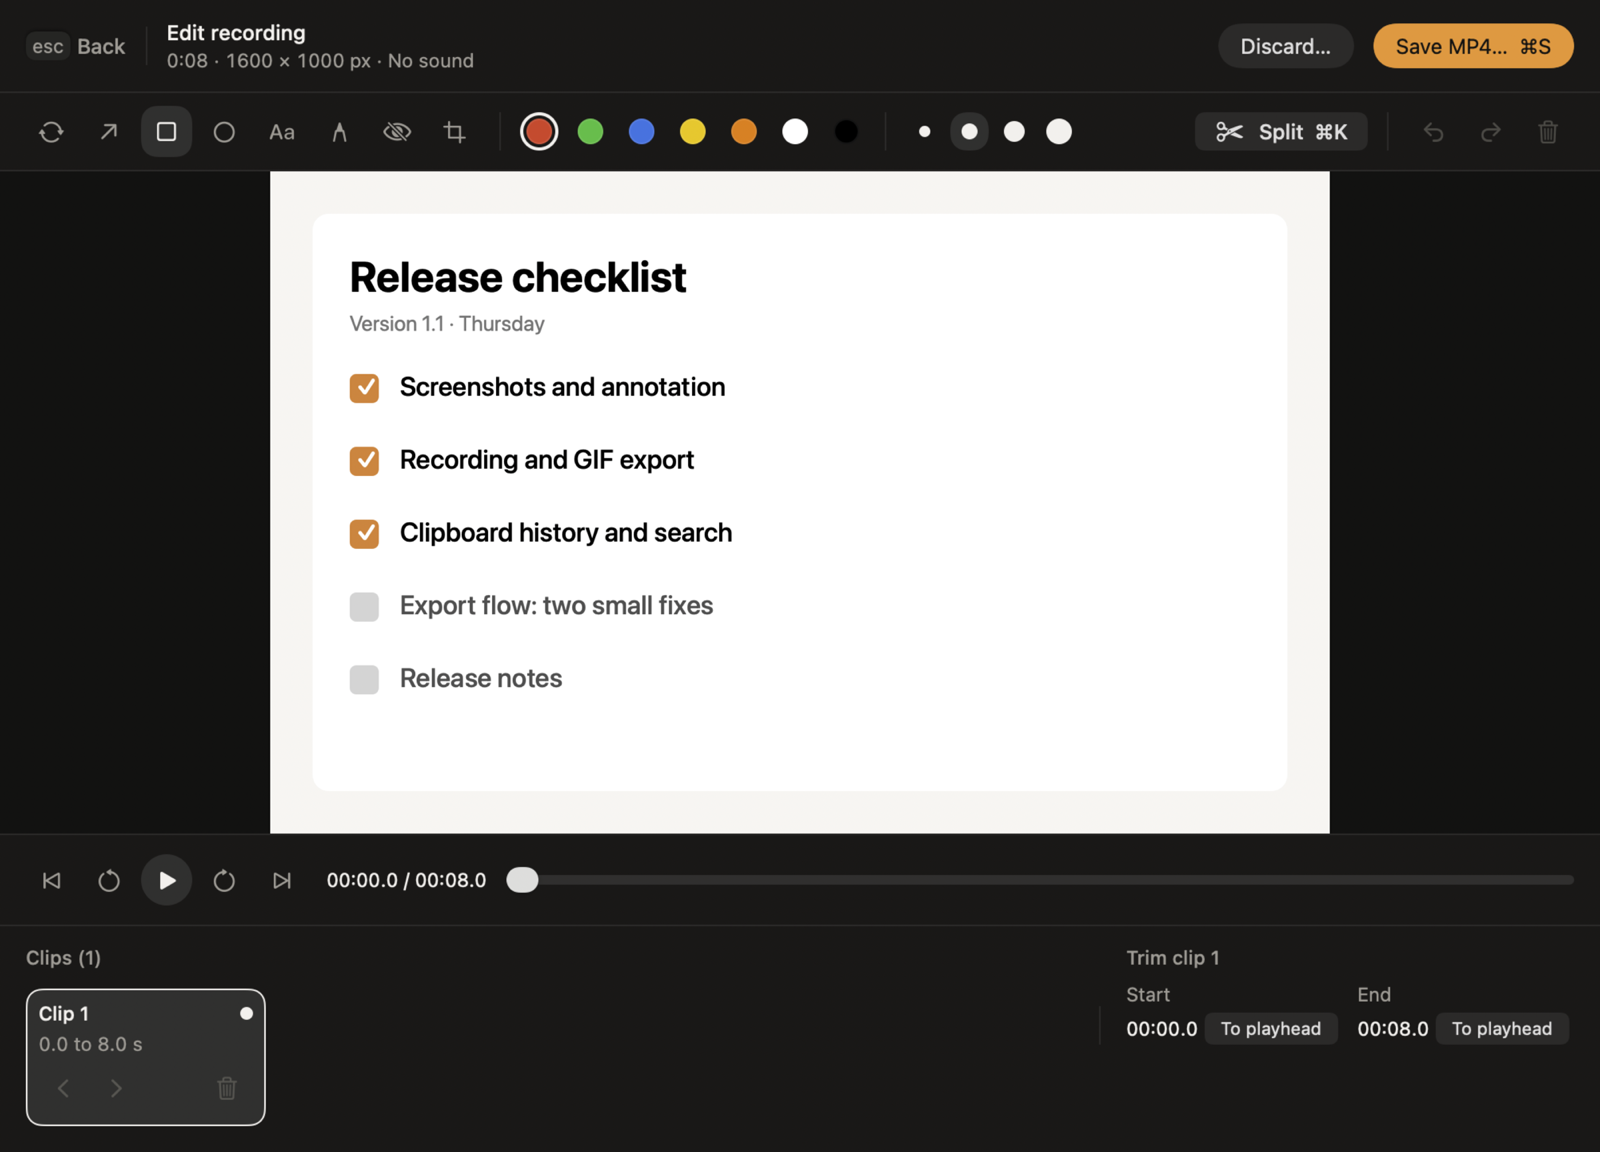 esc Back
Edit recording
0:08 · 1600 × 1000 px · No sound
Discard...
Save MP4... ⌘S
Aa
Split ⌘K
Release checklist
Version 1.1 · Thursday
Screenshots and annotation
Recording and GIF export
Clipboard history and search
Export flow: two small fixes
Release notes
00:00.0 / 00:08.0
Clips (1)
Clip 1
0.0 to 8.0 s
Trim clip 1
Start
00:00.0 To playhead
End
00:08.0 To playhead